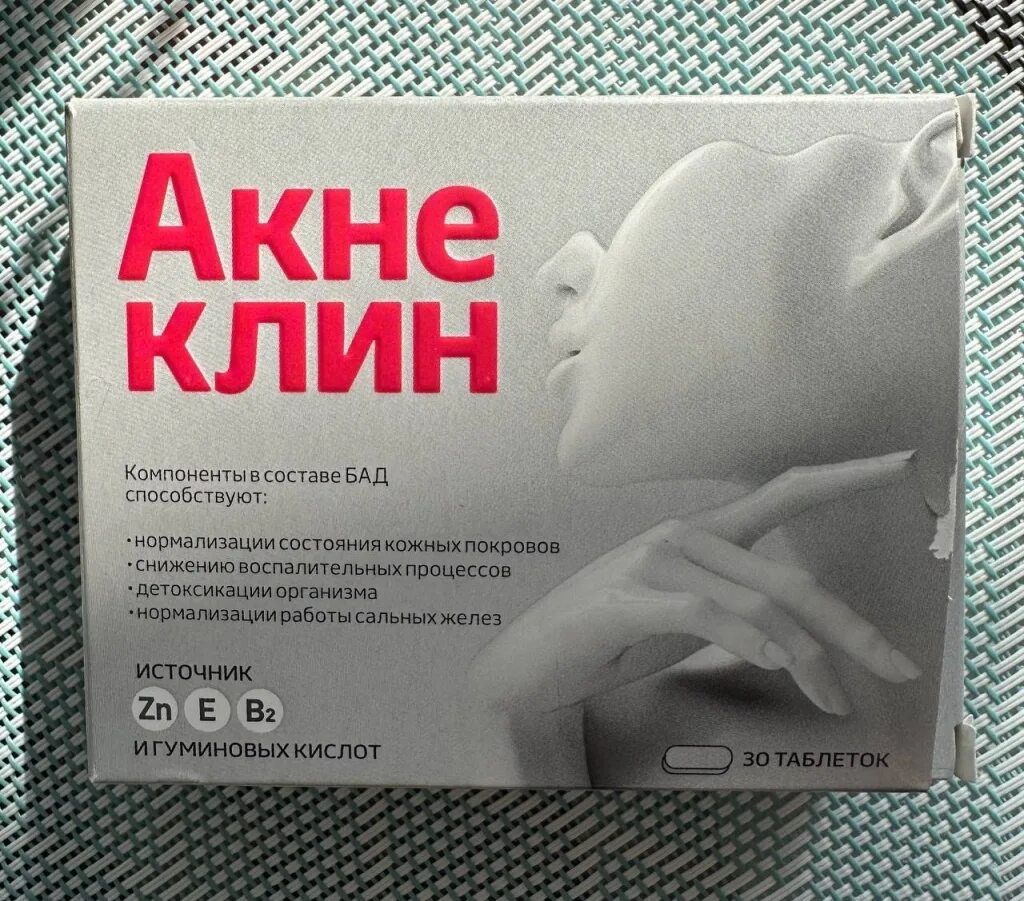 Акне
клин
Компоненты в составе БАД
способствуют:
•нормализации состояния кожных покровов
•снижению воспалительных процессов
•детоксикации организма
•нормализации работы сальных желез
ИСТОЧНИК
Zn E B₂
И ГУМИНОВЫХ КИСЛОТ
30 ТАБЛЕТОК